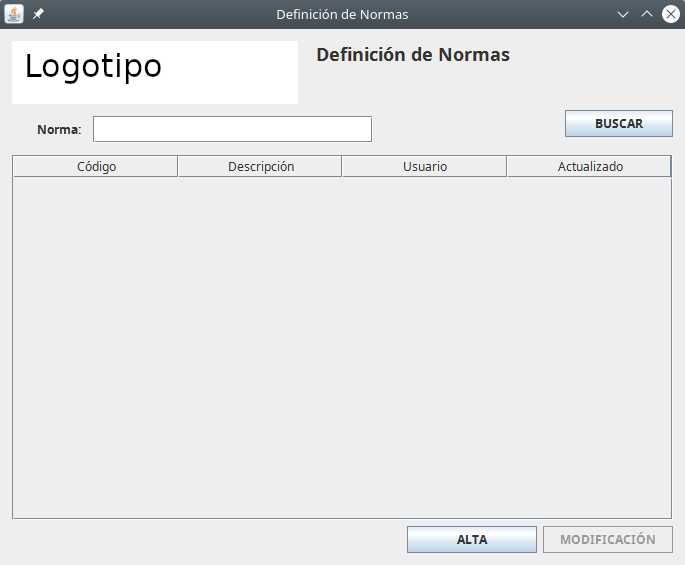 Definición de Normas
Logotipo
Definición de Normas
Norma:
BUSCAR
Código Descripción Usuario Actualizado
ALTA MODIFICACIÓN